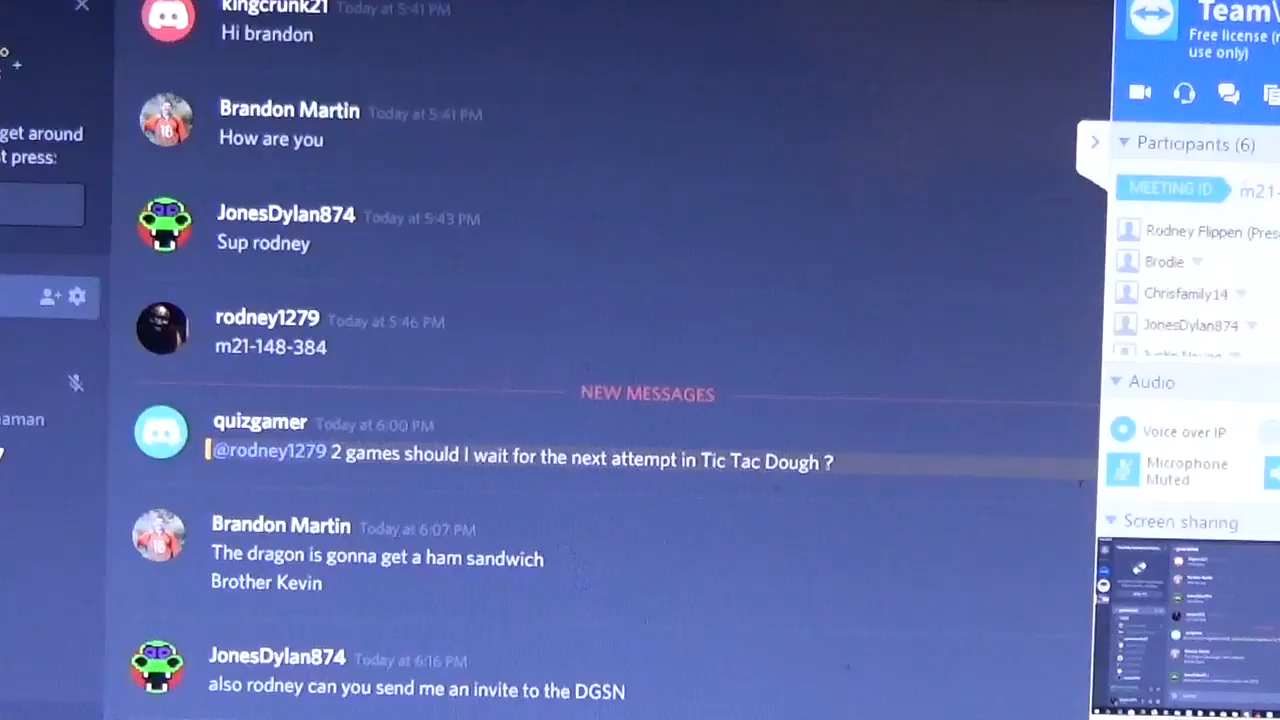 kingcrunk21 Today at 5:41 PM
Hi brandon
Brandon Martin Today at 5:41 PM
How are you
JonesDylan874 Today at 5:43 PM
Sup rodney
rodney1279 Today at 5:46 PM
m21-148-384
NEW MESSAGES
quizgamer Today at 6:00 PM
@rodney1279 2 games should I wait for the next attempt in Tic Tac Dough ?
Brandon Martin Today at 6:07 PM
The dragon is gonna get a ham sandwich
Brother Kevin
JonesDylan874 Today at 6:16 PM
also rodney can you send me an invite to the DGSN
get around
t press:
aman
Team
Free license (
use only)
Participants (6)
MEETING ID m21-
Rodney Flippen (Pres
Brodie
Chrisfamily14
JonesDylan874
Audio
Voice over IP
Microphone
Muted
Screen sharing